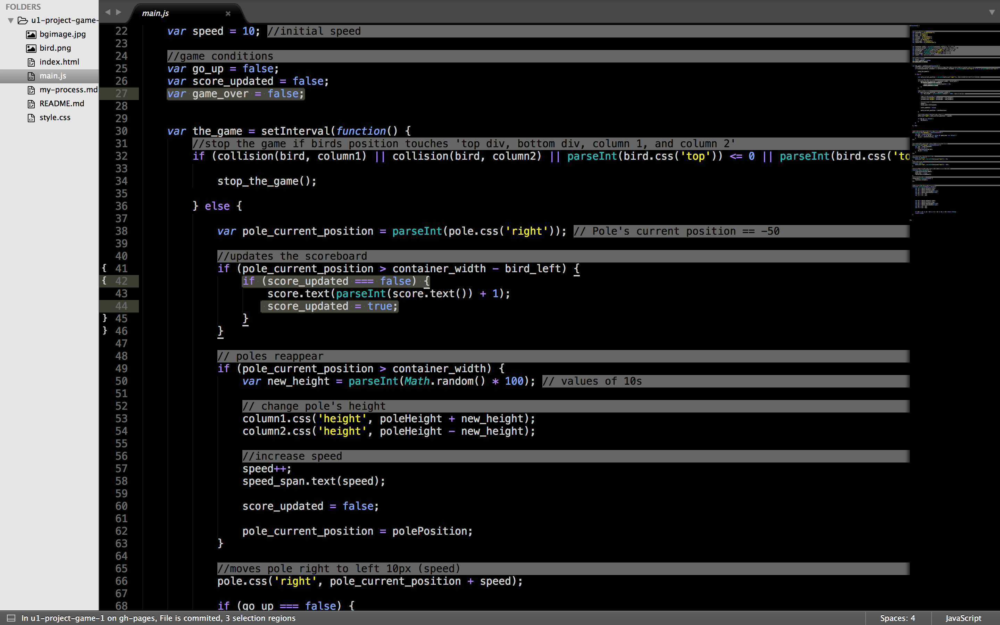 FOLDERS
u1-project-game-
bgimage.jpg
bird.png
index.html
main.js
my-process.md
README.md
style.css
main.js
22 var speed = 10; //initial speed
23
24 //game conditions
25 var go_up = false;
26 var score_updated = false;
27 var game_over = false;
28
29
30 var the_game = setInterval(function() {
31 //stop the game if birds position touches 'top div, bottom div, column 1, and column 2'
32 if (collision(bird, column1) || collision(bird, column2) || parseInt(bird.css('top')) <= 0 || parseInt(bird.css('to
33
34 stop_the_game();
35
36 } else {
37
38 var pole_current_position = parseInt(pole.css('right')); // Pole's current position == -50
39
40 //updates the scoreboard
{ 41 if (pole_current_position > container_width - bird_left) {
{ 42 if (score_updated === false) {
43 score.text(parseInt(score.text()) + 1);
44 score_updated = true;
} 45 }
} 46 }
47
48 // poles reappear
49 if (pole_current_position > container_width) {
50 var new_height = parseInt(Math.random() * 100); // values of 10s
51
52 // change pole's height
53 column1.css('height', poleHeight + new_height);
54 column2.css('height', poleHeight - new_height);
55
56 //increase speed
57 speed++;
58 speed_span.text(speed);
59
60 score_updated = false;
61
62 pole_current_position = polePosition;
63 }
64
65 //moves pole right to left 10px (speed)
66 pole.css('right', pole_current_position + speed);
67
68 if (go_up === false) {
In u1-project-game-1 on gh-pages, File is commited, 3 selection regions
Spaces: 4
JavaScript